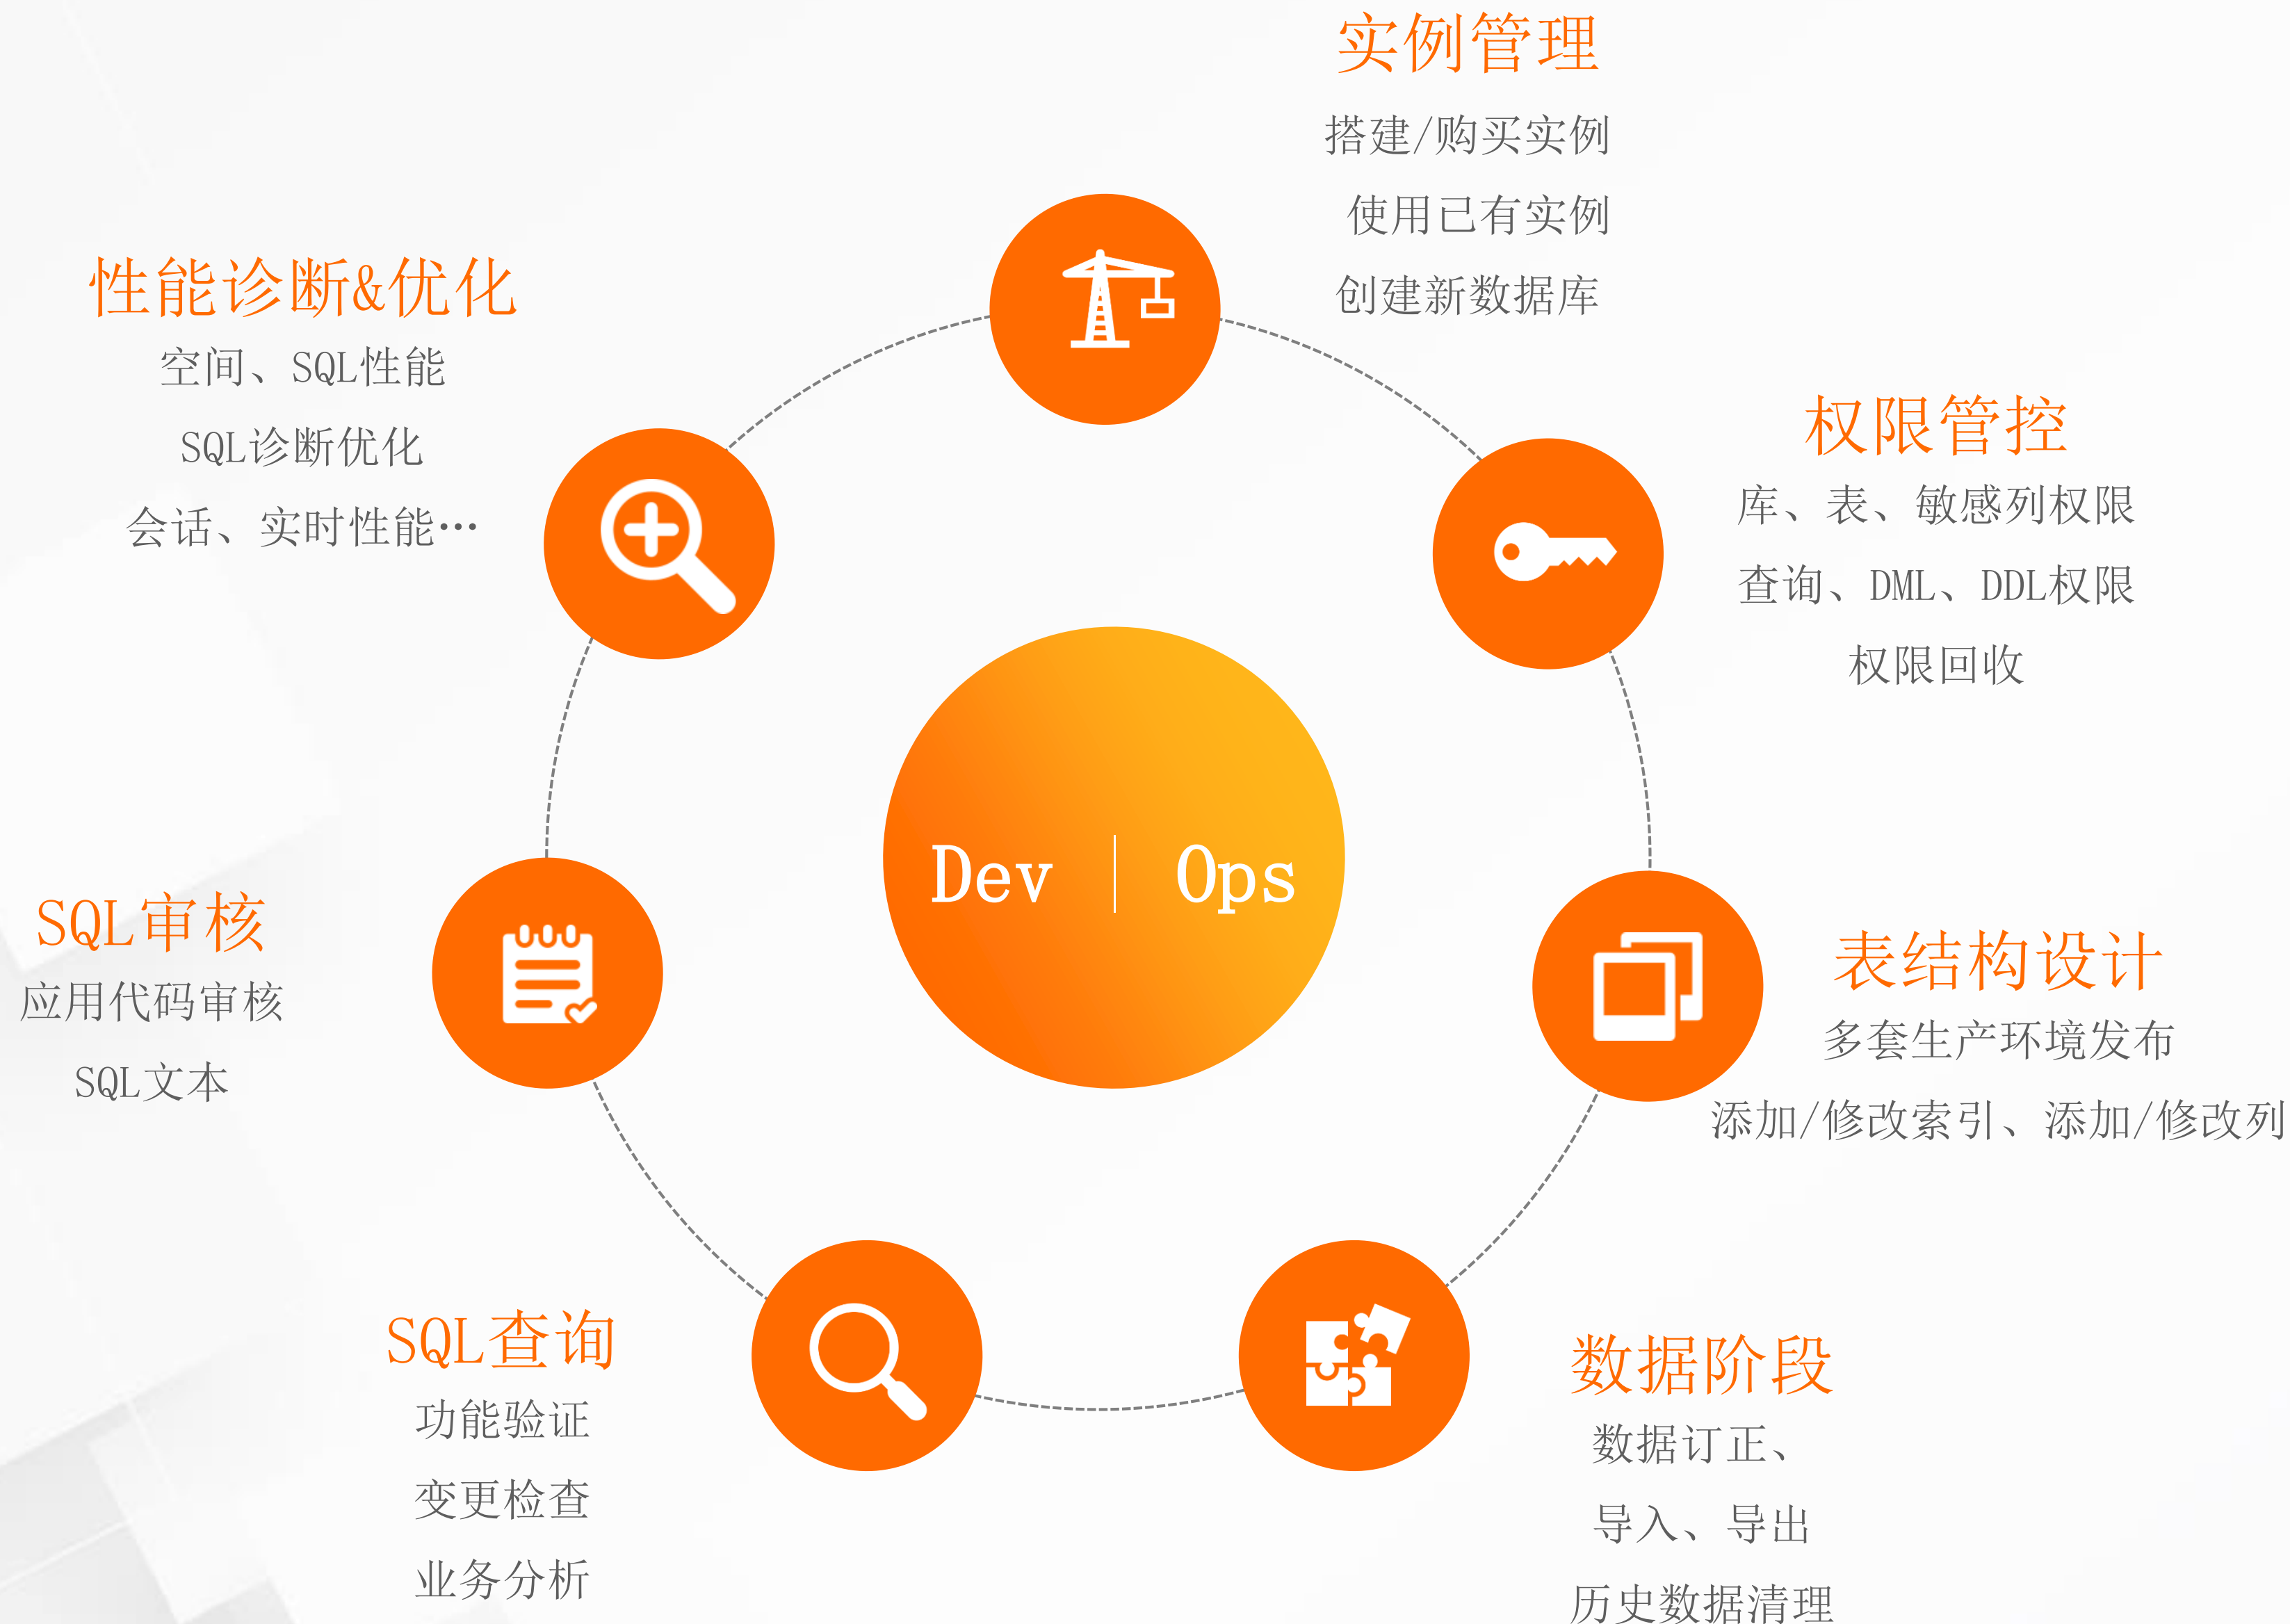 实例管理
搭建/购买实例
使用已有实例
创建新数据库
权限管控
库、表、敏感列权限
查询、DML、DDL权限
权限回收
表结构设计
多套生产环境发布
添加/修改索引、添加/修改列
数据阶段
数据订正、
导入、导出
历史数据清理
SQL查询
功能验证
变更检查
业务分析
SQL审核
应用代码审核
SQL文本
性能诊断&优化
空间、SQL性能
SQL诊断优化
会话、实时性能…
Dev | Ops